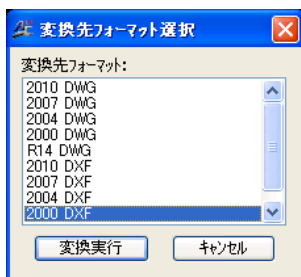 変換先フォーマット選択
変換先フォーマット:
2010 DWG
2007 DWG
2004 DWG
2000 DWG
R14 DWG
2010 DXF
2007 DXF
2004 DXF
2000 DXF
変換実行 キャンセル